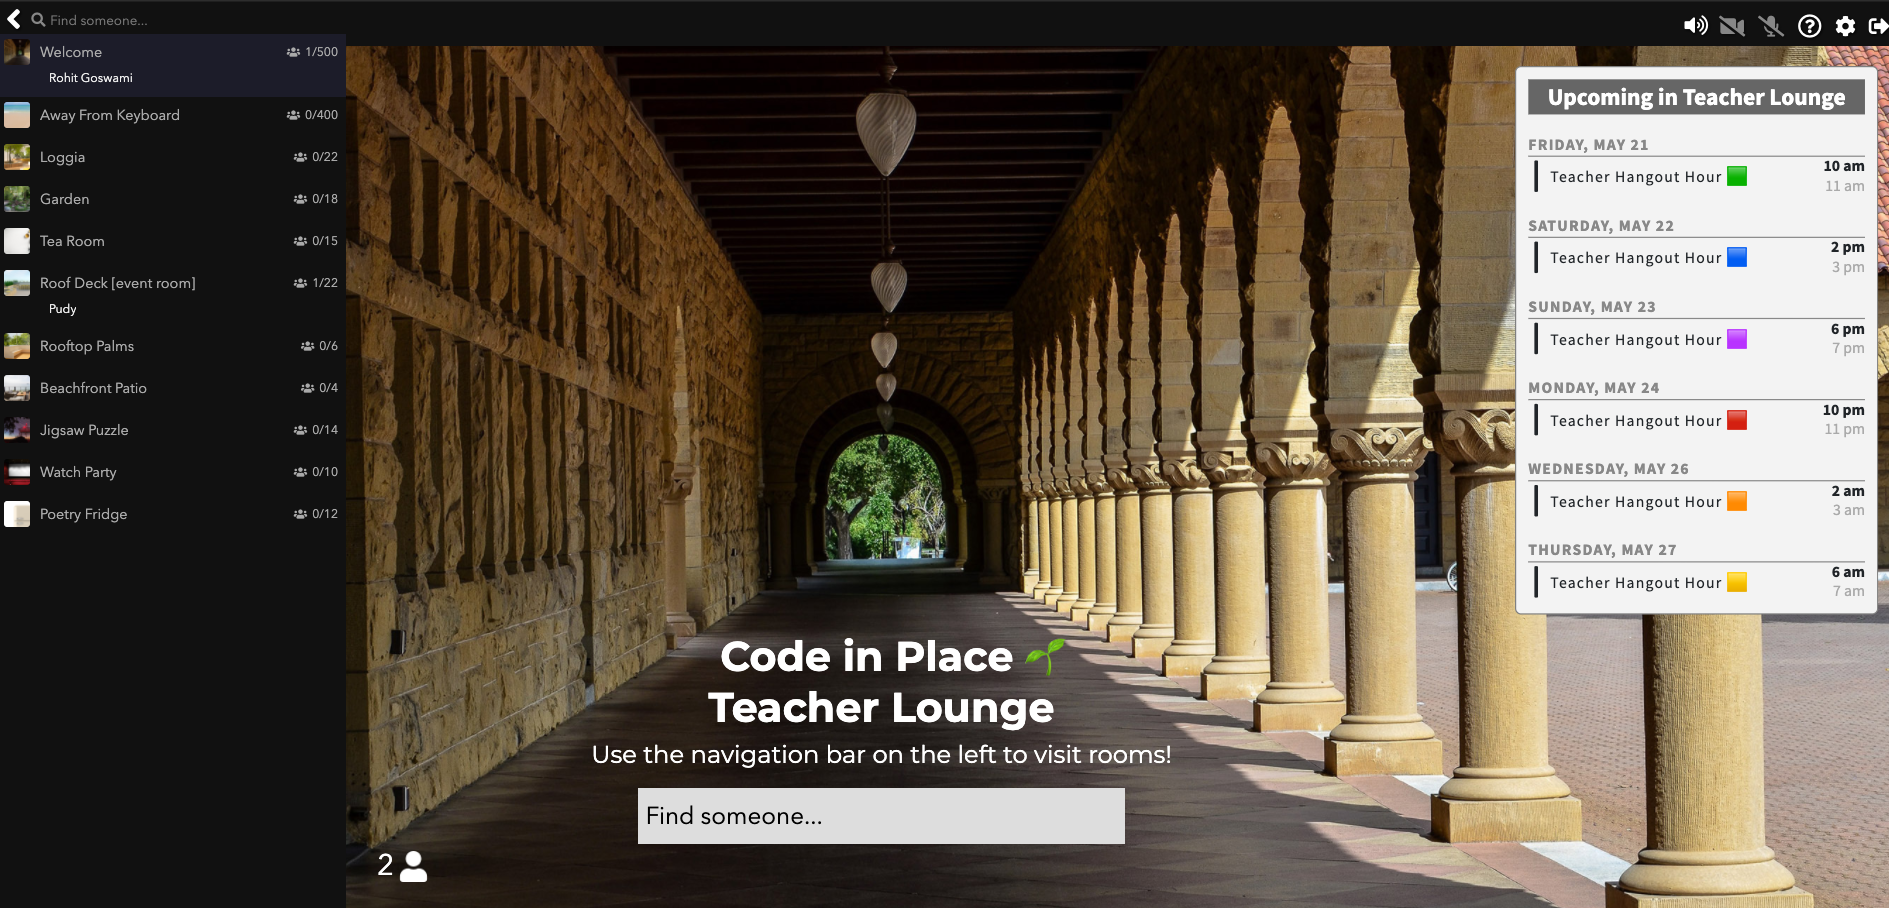 Find someone...
Welcome 1/500
Rohit Goswami
Away From Keyboard 0/400
Loggia 0/22
Garden 0/18
Tea Room 0/15
Roof Deck [event room] 1/22
Pudy
Rooftop Palms 0/6
Beachfront Patio 0/4
Jigsaw Puzzle 0/14
Watch Party 0/10
Poetry Fridge 0/12
Code in Place 🌱
Teacher Lounge
Use the navigation bar on the left to visit rooms!
Find someone...
2
Upcoming in Teacher Lounge
FRIDAY, MAY 21
Teacher Hangout Hour 🟩 10 am
11 am
SATURDAY, MAY 22
Teacher Hangout Hour 🟦 2 pm
3 pm
SUNDAY, MAY 23
Teacher Hangout Hour 🟪 6 pm
7 pm
MONDAY, MAY 24
Teacher Hangout Hour 🟥 10 pm
11 pm
WEDNESDAY, MAY 26
Teacher Hangout Hour 🟧 2 am
3 am
THURSDAY, MAY 27
Teacher Hangout Hour 🟨 6 am
7 am